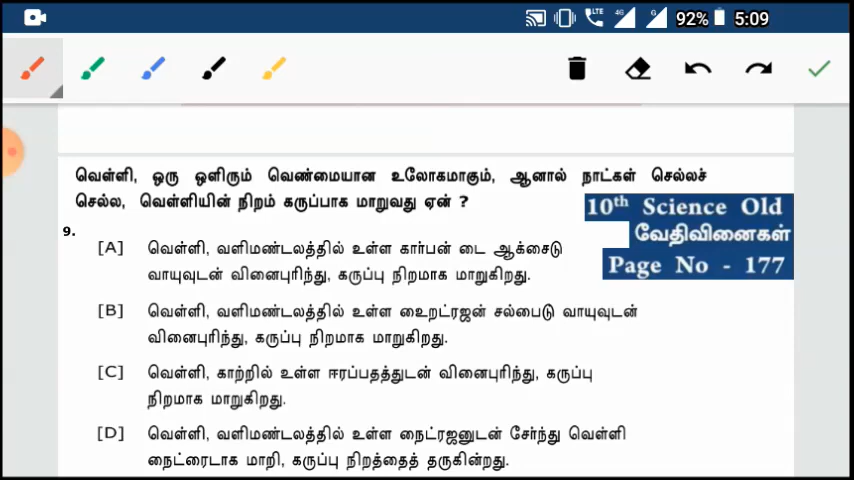 LTE 4G G 92% 5:09
வெள்ளி, ஒரு ஒளிரும் வெண்மையான உலோகமாகும், ஆனால் நாட்கள் செல்லச்
செல்ல, வெள்ளியின் நிறம் கருப்பாக மாறுவது ஏன் ?
10th Science Old
வேதிவினைகள்
Page No - 177
9.
[A] வெள்ளி, வளிமண்டலத்தில் உள்ள கார்பன் டை ஆக்சைடு
வாயுவுடன் வினைபுரிந்து, கருப்பு நிறமாக மாறுகிறது.
[B] வெள்ளி, வளிமண்டலத்தில் உள்ள ஹைட்ரஜன் சல்பைடு வாயுவுடன்
வினைபுரிந்து, கருப்பு நிறமாக மாறுகிறது.
[C] வெள்ளி, காற்றில் உள்ள ஈரப்பதத்துடன் வினைபுரிந்து, கருப்பு
நிறமாக மாறுகிறது.
[D] வெள்ளி, வளிமண்டலத்தில் உள்ள நைட்ரஜனுடன் சேர்ந்து வெள்ளி
நைட்ரைடாக மாறி, கருப்பு நிறத்தைத் தருகின்றது.